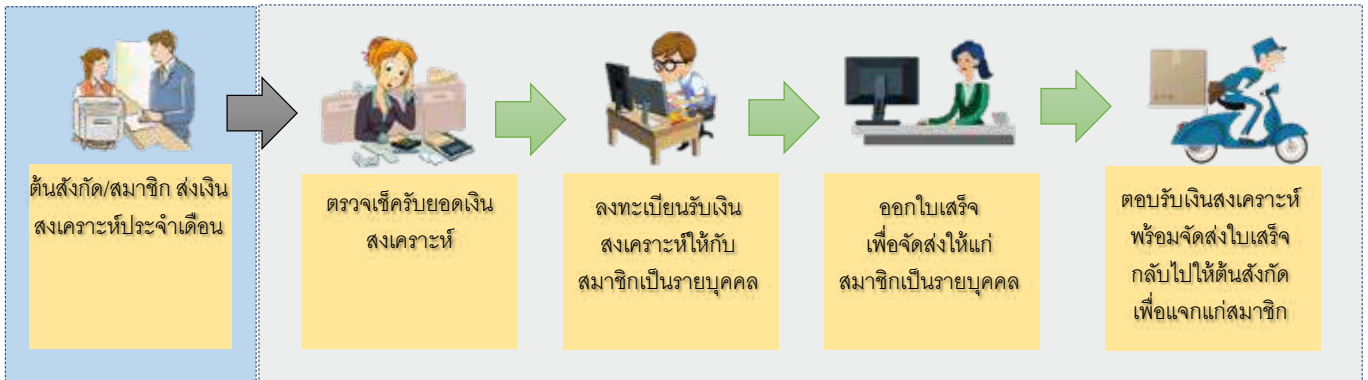 ต้นสังกัด/สมาชิก ส่งเงิน
สงเคราะห์ประจำเดือน
ตรวจเช็ครับยอดเงิน
สงเคราะห์
ลงทะเบียนรับเงิน
สงเคราะห์ให้กับ
สมาชิกเป็นรายบุคคล
ออกใบเสร็จ
เพื่อจัดส่งให้แก่
สมาชิกเป็นรายบุคคล
ตอบรับเงินสงเคราะห์
พร้อมจัดส่งใบเสร็จ
กลับไปให้ต้นสังกัด
เพื่อแจกแก่สมาชิก